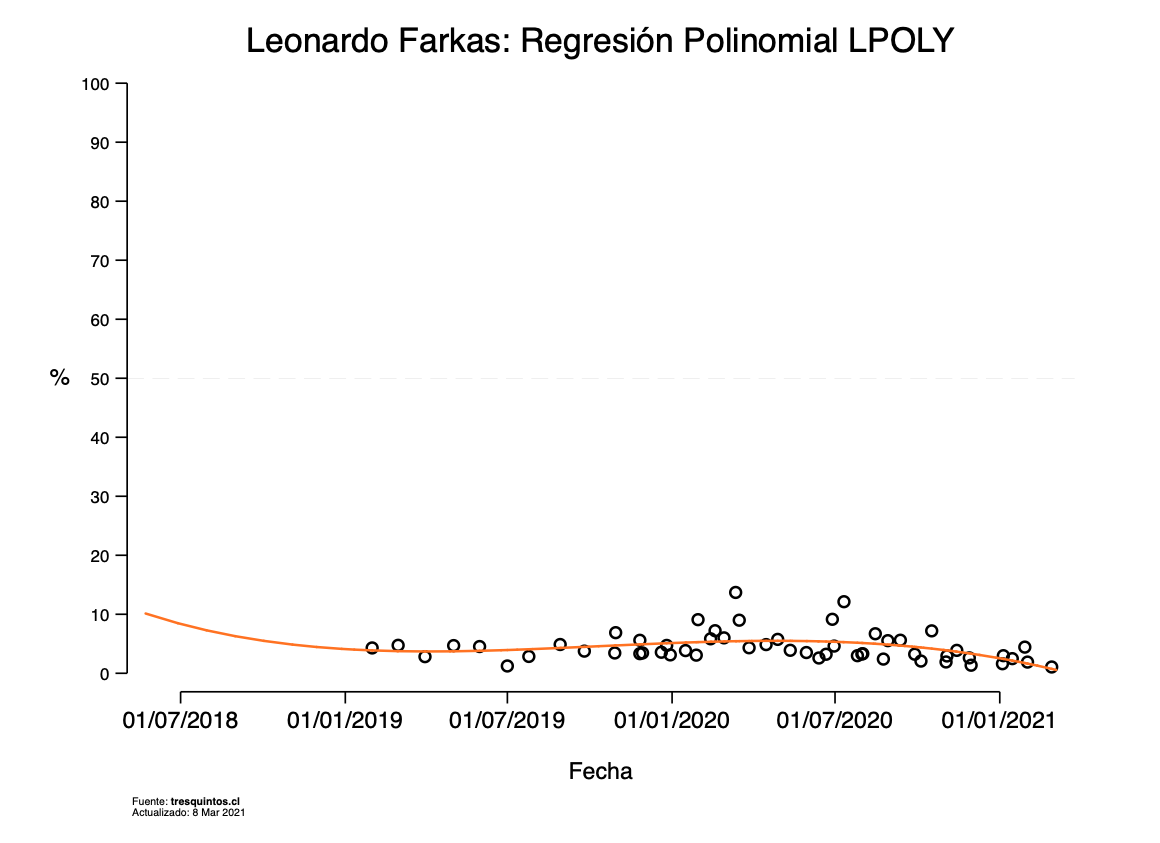 Leonardo Farkas: Regresión Polinomial LPOLY
100
90
80
70
60
% 50
40
30
20
10
0
01/07/2018 01/01/2019 01/07/2019 01/01/2020 01/07/2020 01/01/2021
Fecha
Fuente: tresquintos.cl
Actualizado: 8 Mar 2021